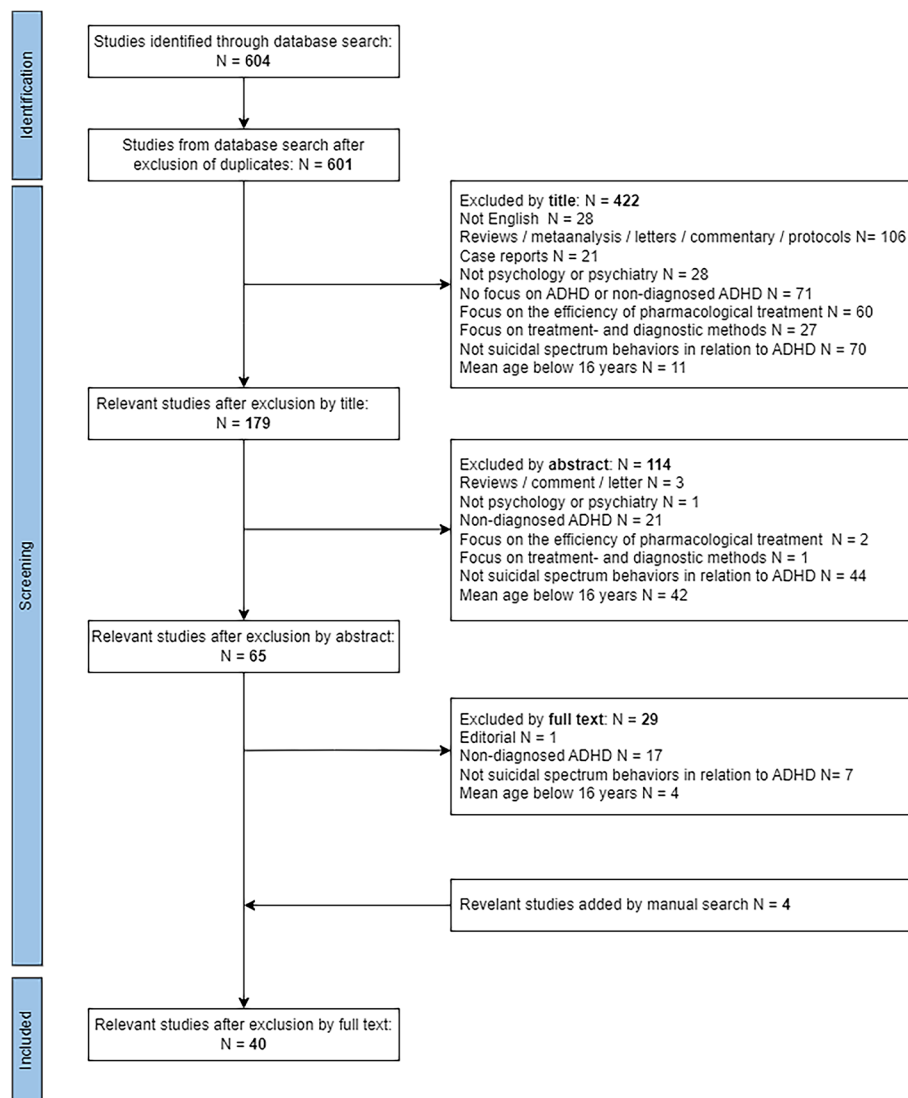 Identification
Studies identified through database search:
N = 604
Studies from database search after
exclusion of duplicates: N = 601
Screening
Excluded by title: N = 422
Not English N = 28
Reviews / metaanalysis / letters / commentary / protocols N= 106
Case reports N = 21
Not psychology or psychiatry N = 28
No focus on ADHD or non-diagnosed ADHD N = 71
Focus on the efficiency of pharmacological treatment N = 60
Focus on treatment- and diagnostic methods N = 27
Not suicidal spectrum behaviors in relation to ADHD N = 70
Mean age below 16 years N = 11
Relevant studies after exclusion by title:
N = 179
Excluded by abstract: N = 114
Reviews / comment / letter N = 3
Not psychology or psychiatry N = 1
Non-diagnosed ADHD N = 21
Focus on the efficiency of pharmacological treatment N = 2
Focus on treatment- and diagnostic methods N = 1
Not suicidal spectrum behaviors in relation to ADHD N = 44
Mean age below 16 years N = 42
Relevant studies after exclusion by abstract:
N = 65
Excluded by full text: N = 29
Editorial N = 1
Non-diagnosed ADHD N = 17
Not suicidal spectrum behaviors in relation to ADHD N= 7
Mean age below 16 years N = 4
Revelant studies added by manual search N = 4
Included
Relevant studies after exclusion by full text:
N = 40